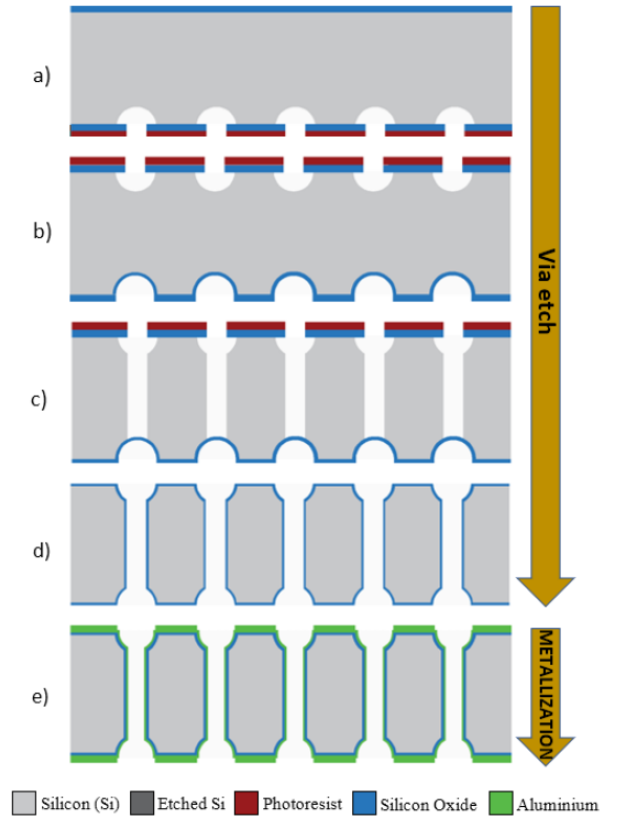 a)
b)
c)
d)
e)
Via etch
METALLIZATION
Silicon (Si) Etched Si Photoresist Silicon Oxide Aluminium